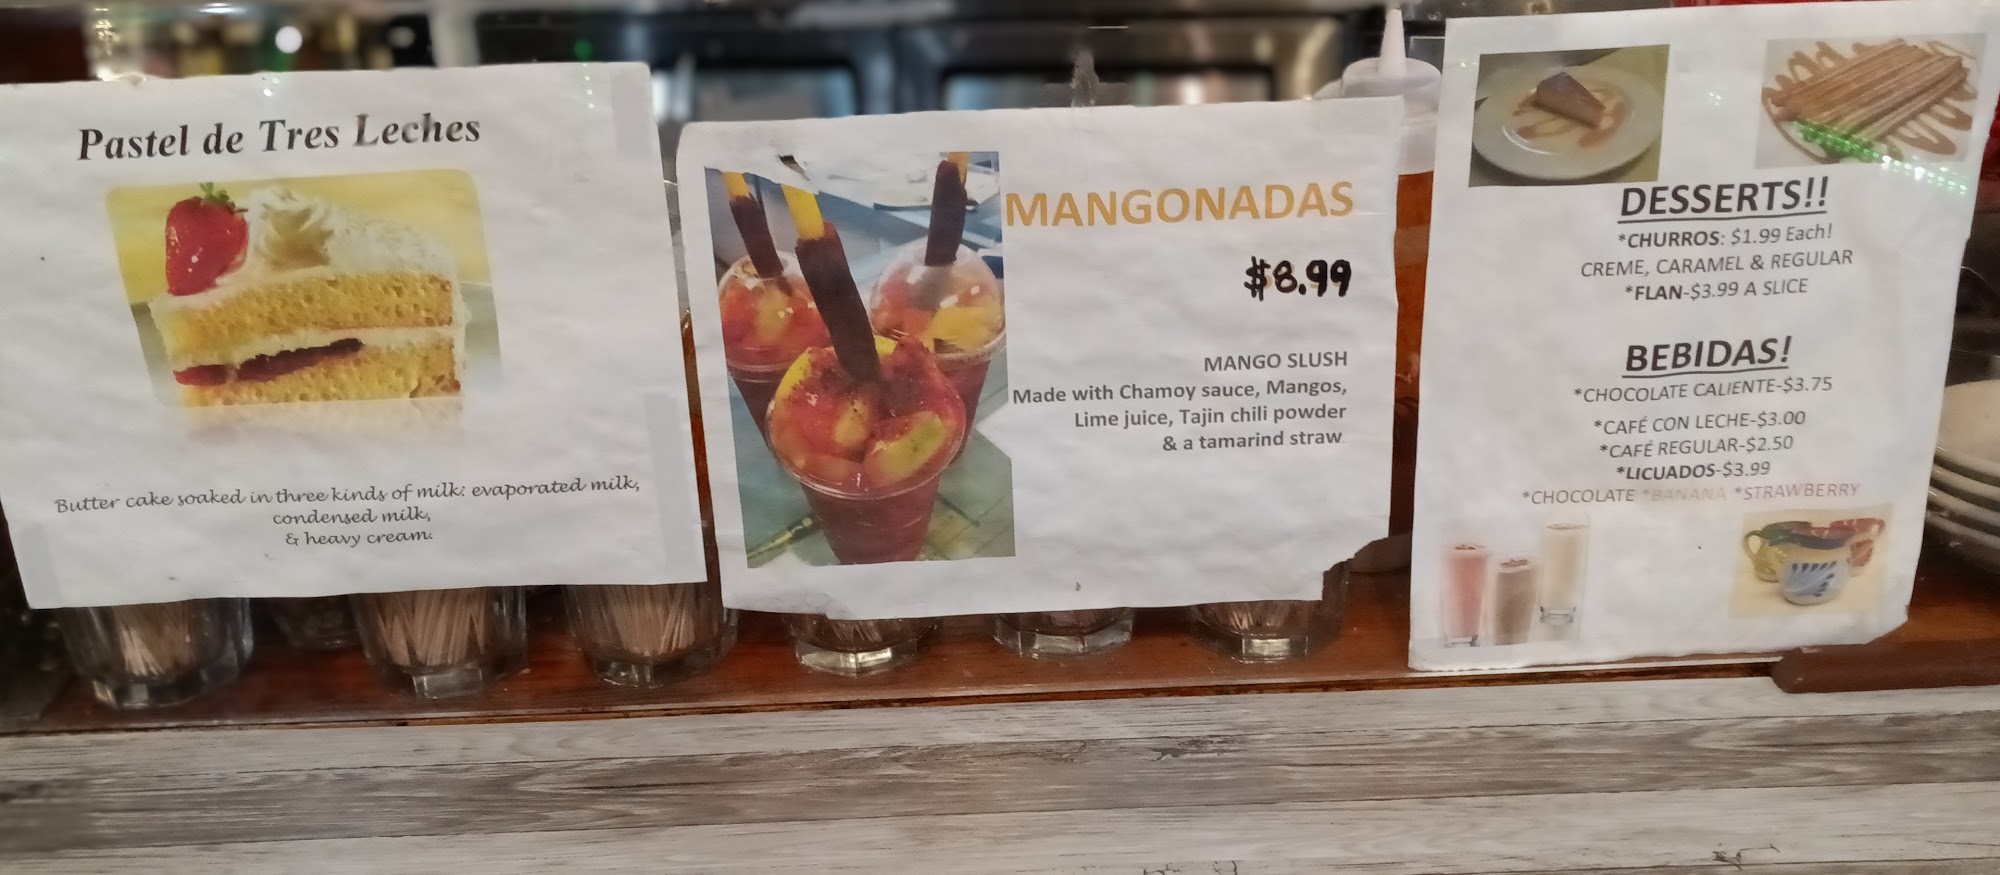 Pastel de Tres Leches
Butter cake soaked in three kinds of milk: evaporated milk,
condensed milk,
& heavy cream.
MANGONADAS
$8.99
MANGO SLUSH
Made with Chamoy sauce, Mangos,
Lime juice, Tajin chili powder
& a tamarind straw
DESSERTS!!
*CHURROS: $1.99 Each!
CREME, CARAMEL & REGULAR
*FLAN-$3.99 A SLICE
BEBIDAS!
*CHOCOLATE CALIENTE-$3.75
*CAFÉ CON LECHE-$3.00
*CAFÉ REGULAR-$2.50
*LICUADOS-$3.99
*CHOCOLATE *BANANA *STRAWBERRY